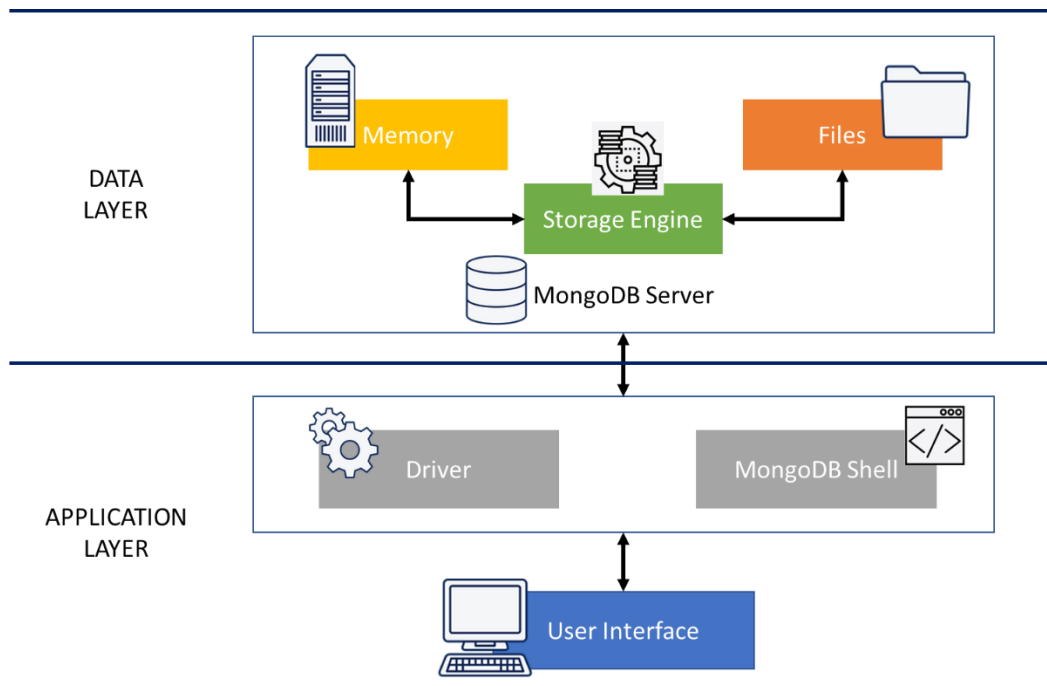 Memory
Files
DATA
LAYER
Storage Engine
MongoDB Server
Driver
MongoDB Shell
</>
APPLICATION
LAYER
User Interface